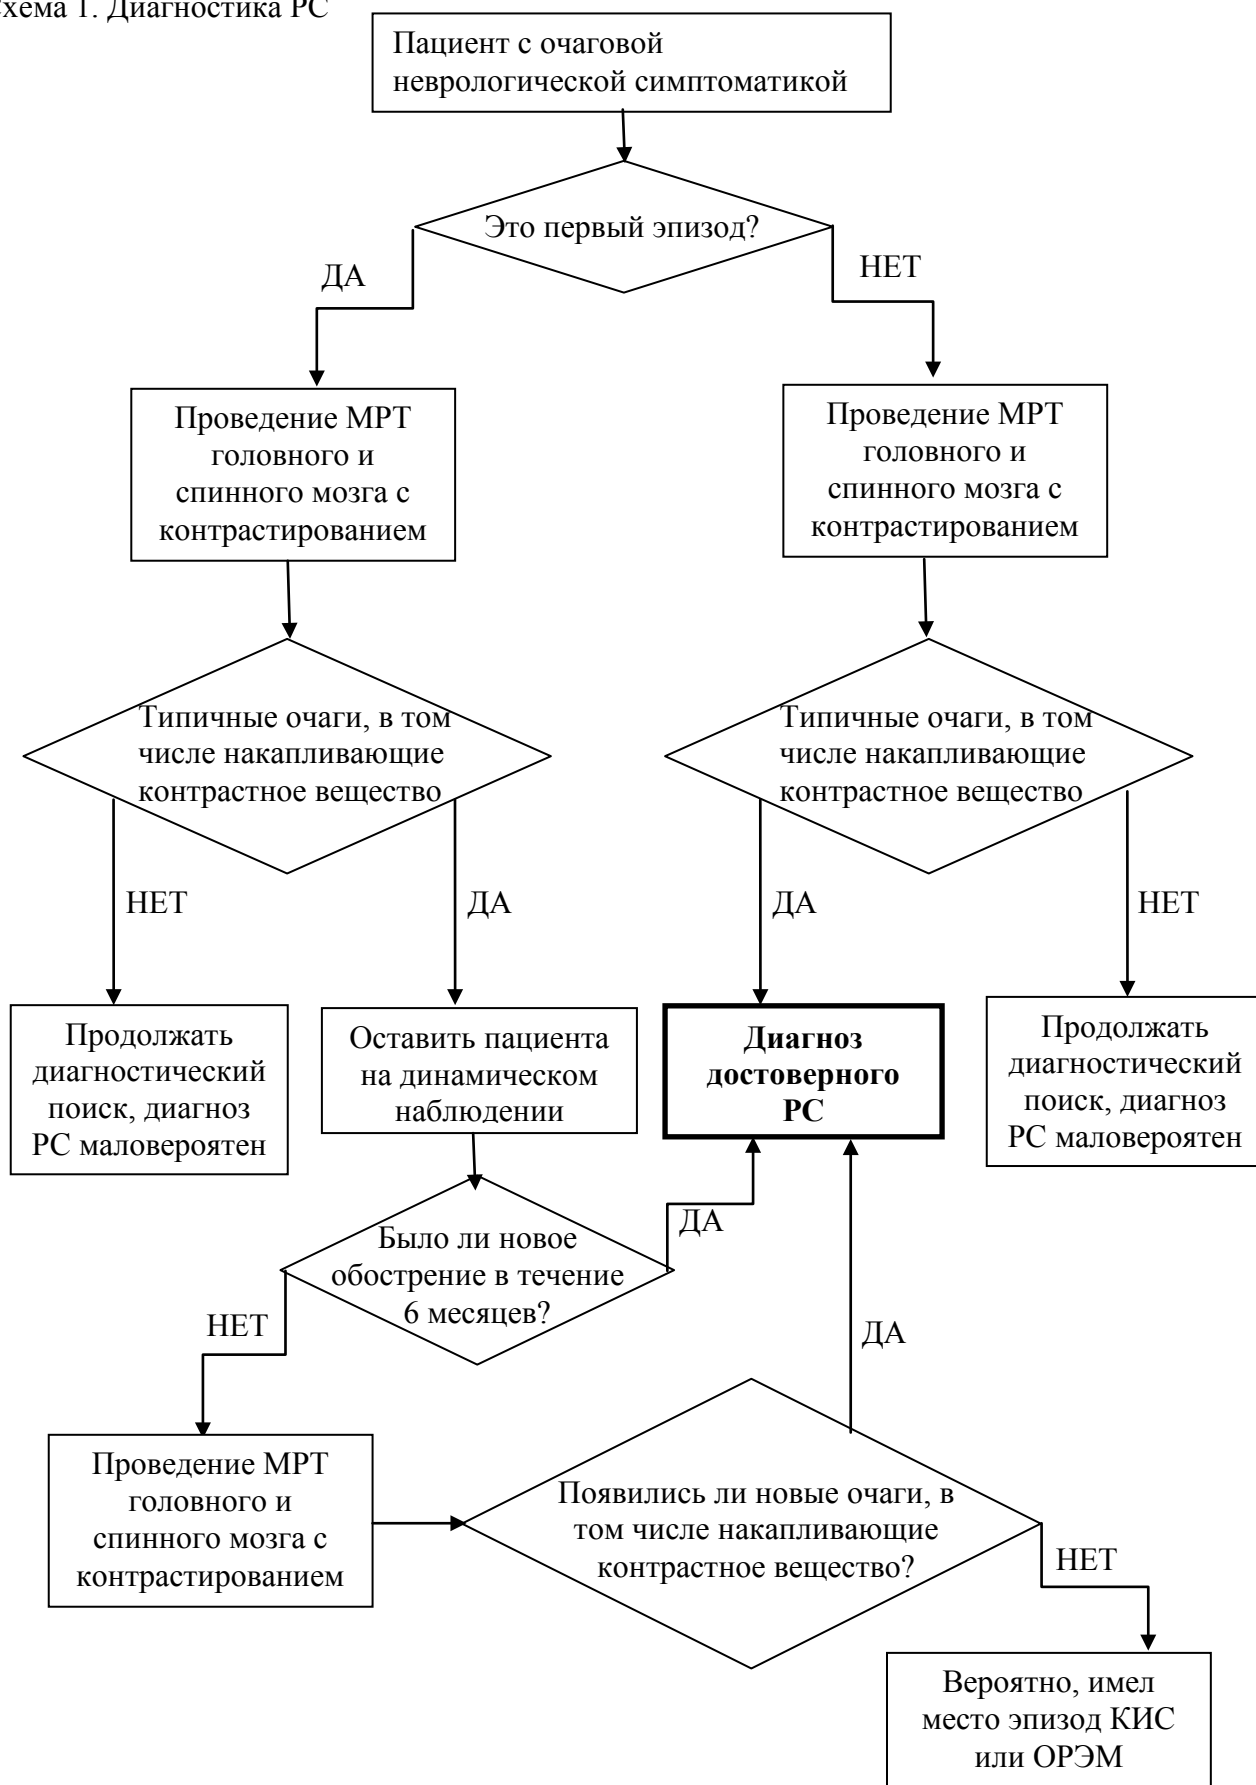 Схема 1. Диагностика РС
Пациент с очаговой
неврологической симптоматикой
Это первый эпизод?
ДА
НЕТ
Проведение МРТ
головного и
спинного мозга с
контрастированием
Проведение МРТ
головного и
спинного мозга с
контрастированием
Типичные очаги, в том
числе накапливающие
контрастное вещество
Типичные очаги, в том
числе накапливающие
контрастное вещество
НЕТ
ДА
ДА
НЕТ
Продолжать
диагностический
поиск, диагноз
РС маловероятен
Оставить пациента
на динамическом
наблюдении
Диагноз
достоверного
РС
Продолжать
диагностический
поиск, диагноз
РС маловероятен
Было ли новое
обострение в течение
6 месяцев?
ДА
НЕТ
ДА
Проведение МРТ
головного и
спинного мозга с
контрастированием
Появились ли новые очаги, в
том числе накапливающие
контрастное вещество?
НЕТ
Вероятно, имел
место эпизод КИС
или ОРЭМ